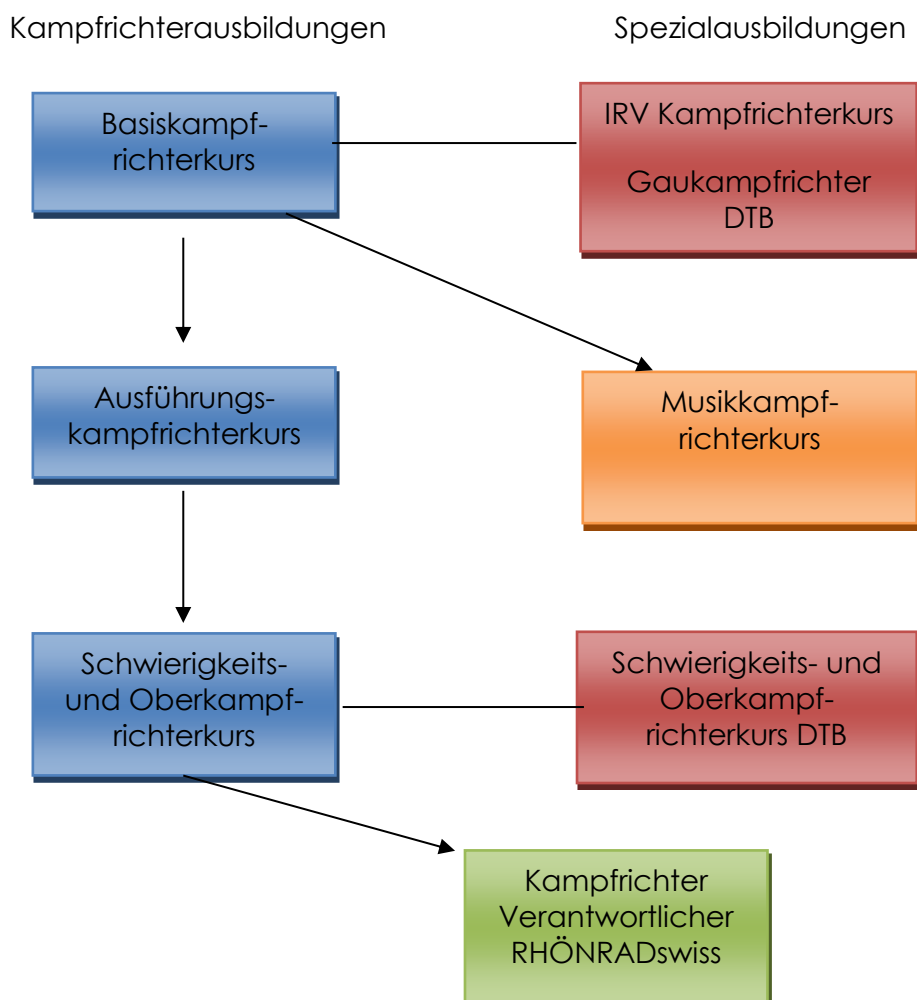 Kampfrichterausbildungen
Spezialausbildungen
Basiskampf-
richterkurs
IRV Kampfrichterkurs
Gaukampfrichter
DTB
Ausführungs-
kampfrichterkurs
Musikkampf-
richterkurs
Schwierigkeits-
und Oberkampf-
richterkurs
Schwierigkeits- und
Oberkampf-
richterkurs DTB
Kampfrichter
Verantwortlicher
RHÖNRADswiss